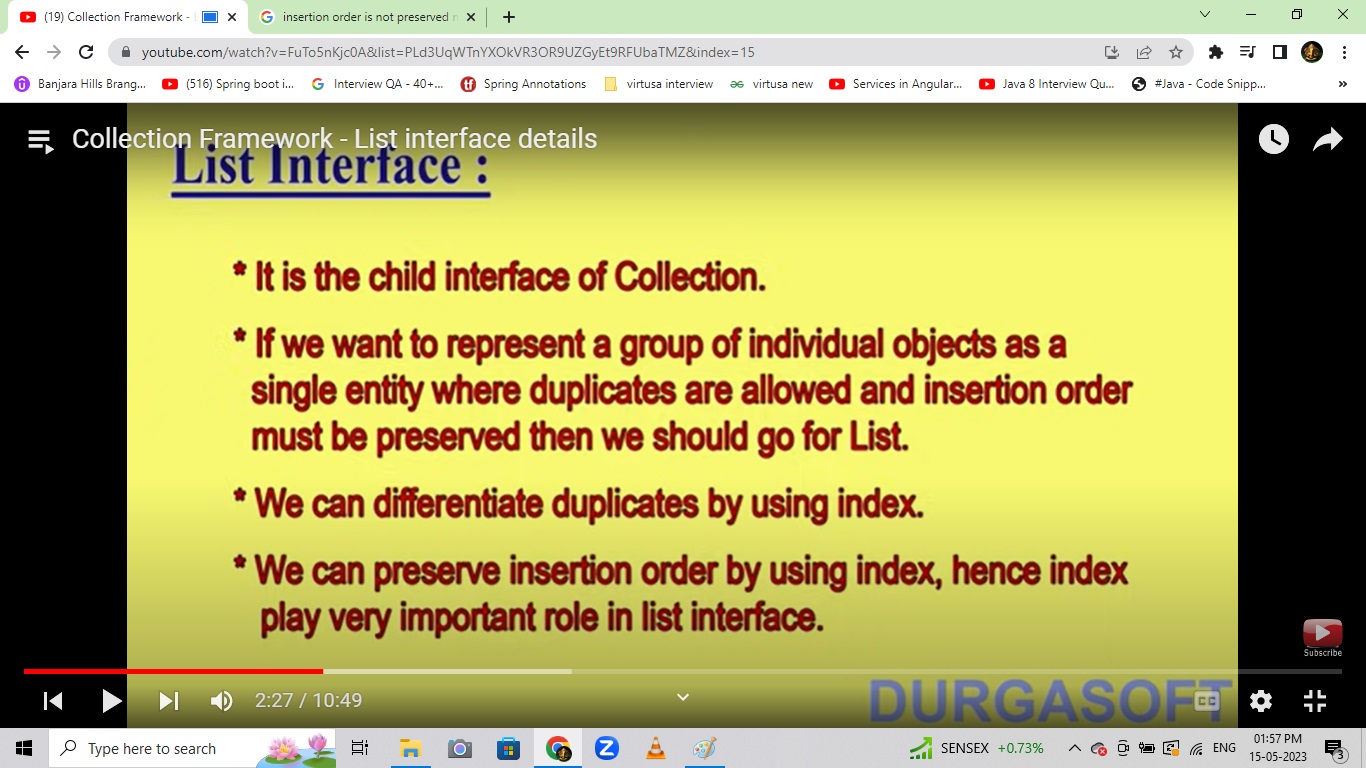 (19) Collection Framework -
insertion order is not preserved
youtube.com/watch?v=FuTo5nKjc0A&list=PLd3UqWTnYXOkVR3OR9UZGyEt9RFUbaTMZ&index=15
Banjara Hills Brang...
(516) Spring boot i...
Interview QA - 40+...
Spring Annotations
virtusa interview
virtusa new
Services in Angular...
Java 8 Interview Qu...
#Java - Code Snipp...
Collection Framework - List interface details
List Interface :
* It is the child interface of Collection.
* If we want to represent a group of individual objects as a
single entity where duplicates are allowed and insertion order
must be preserved then we should go for List.
* We can differentiate duplicates by using index.
* We can preserve insertion order by using index, hence index
play very important role in list interface.
Subscribe
2:27 / 10:49
DURGASOFT
CC
Type here to search
SENSEX +0.73%
ENG
01:57 PM
15-05-2023
3